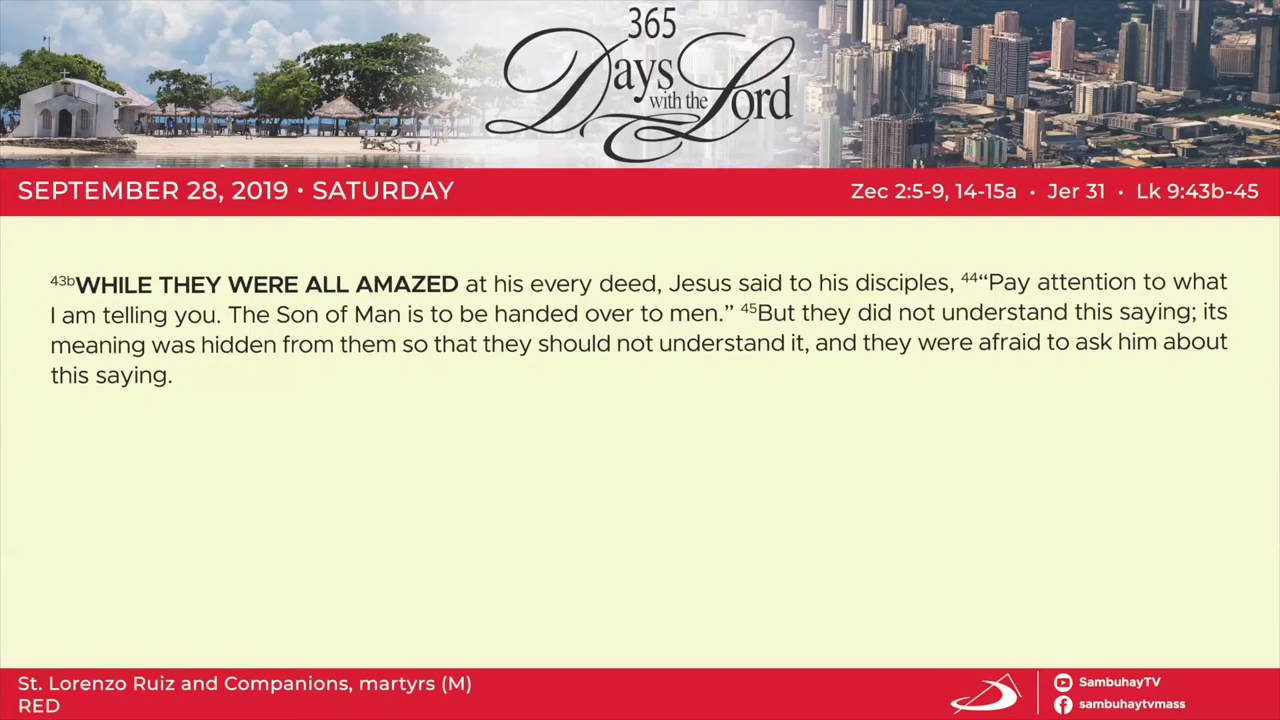 365
Days with the Lord
SEPTEMBER 28, 2019 • SATURDAY
Zec 2:5-9, 14-15a • Jer 31 • Lk 9:43b-45
43bWHILE THEY WERE ALL AMAZED at his every deed, Jesus said to his disciples, 44“Pay attention to what
I am telling you. The Son of Man is to be handed over to men.” 45But they did not understand this saying; its
meaning was hidden from them so that they should not understand it, and they were afraid to ask him about
this saying.
St. Lorenzo Ruiz and Companions, martyrs (M)
RED
SambuhayTV
sambuhaytvmass